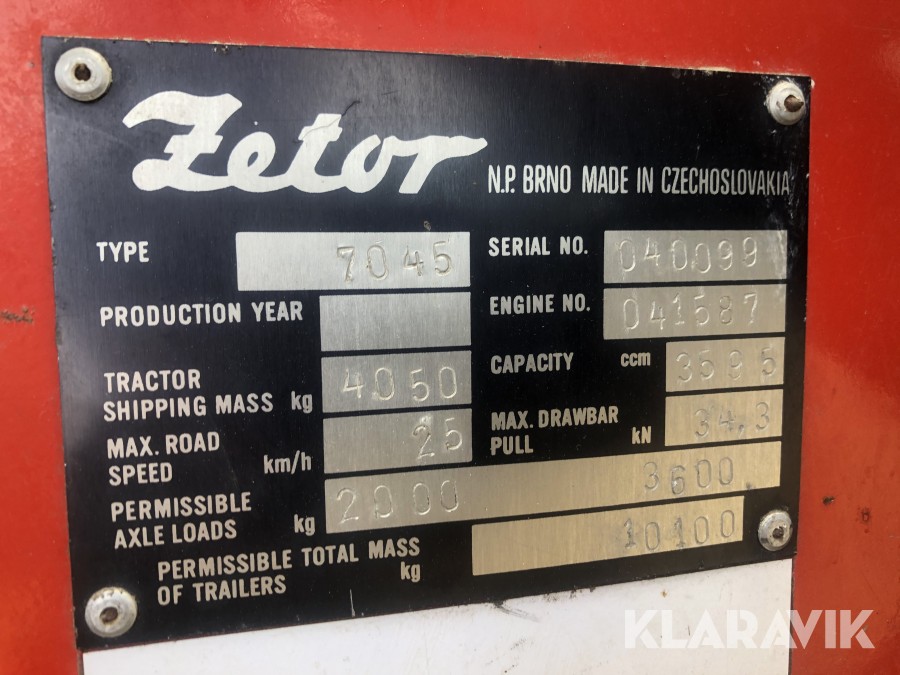 Zetor N.P. BRNO MADE IN CZECHOSLOVAKIA
TYPE 7045
PRODUCTION YEAR
TRACTOR
SHIPPING MASS kg 4050
MAX. ROAD
SPEED km/h 25
PERMISSIBLE
AXLE LOADS kg 2000 3600
PERMISSIBLE TOTAL MASS
OF TRAILERS kg 10100
SERIAL NO. 040099
ENGINE NO. 041587
CAPACITY ccm 3595
MAX. DRAWBAR
PULL kN 34,3
KLARAVIK